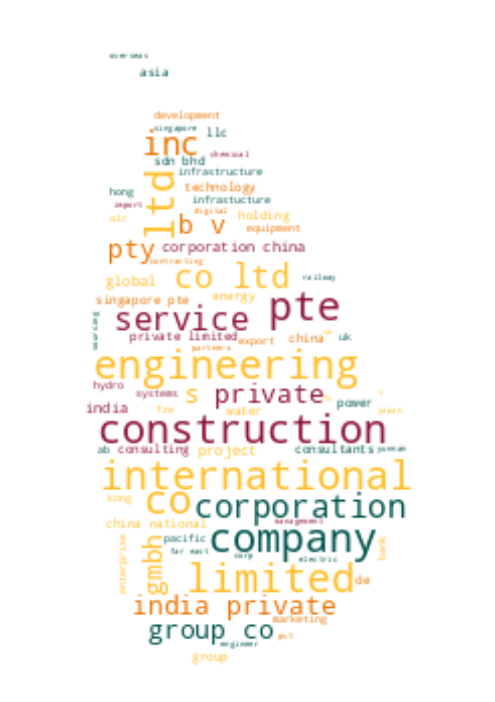 overseas
asia
development
singapore
llc
inc
chemical
sdn bhd
infrastructure
technology
hong
infrastucture
import
ltd
digital
air
b v
holding
equipment
pty
corporation china
contracting
global
co ltd
railway
energy
singapore pte
service
pte
private limited
export
china
uk
partners
engineering
hydro
systems
s
private
power
india
fze
water
japan
construction
ab
consulting
project
consultants
yunnan
international
kong
co
corporation
china national
management
company
pacific
far east
corp
electric
bank
enterprise
gmbh
limited
de
india private
marketing
group co
pvt
engineer
group